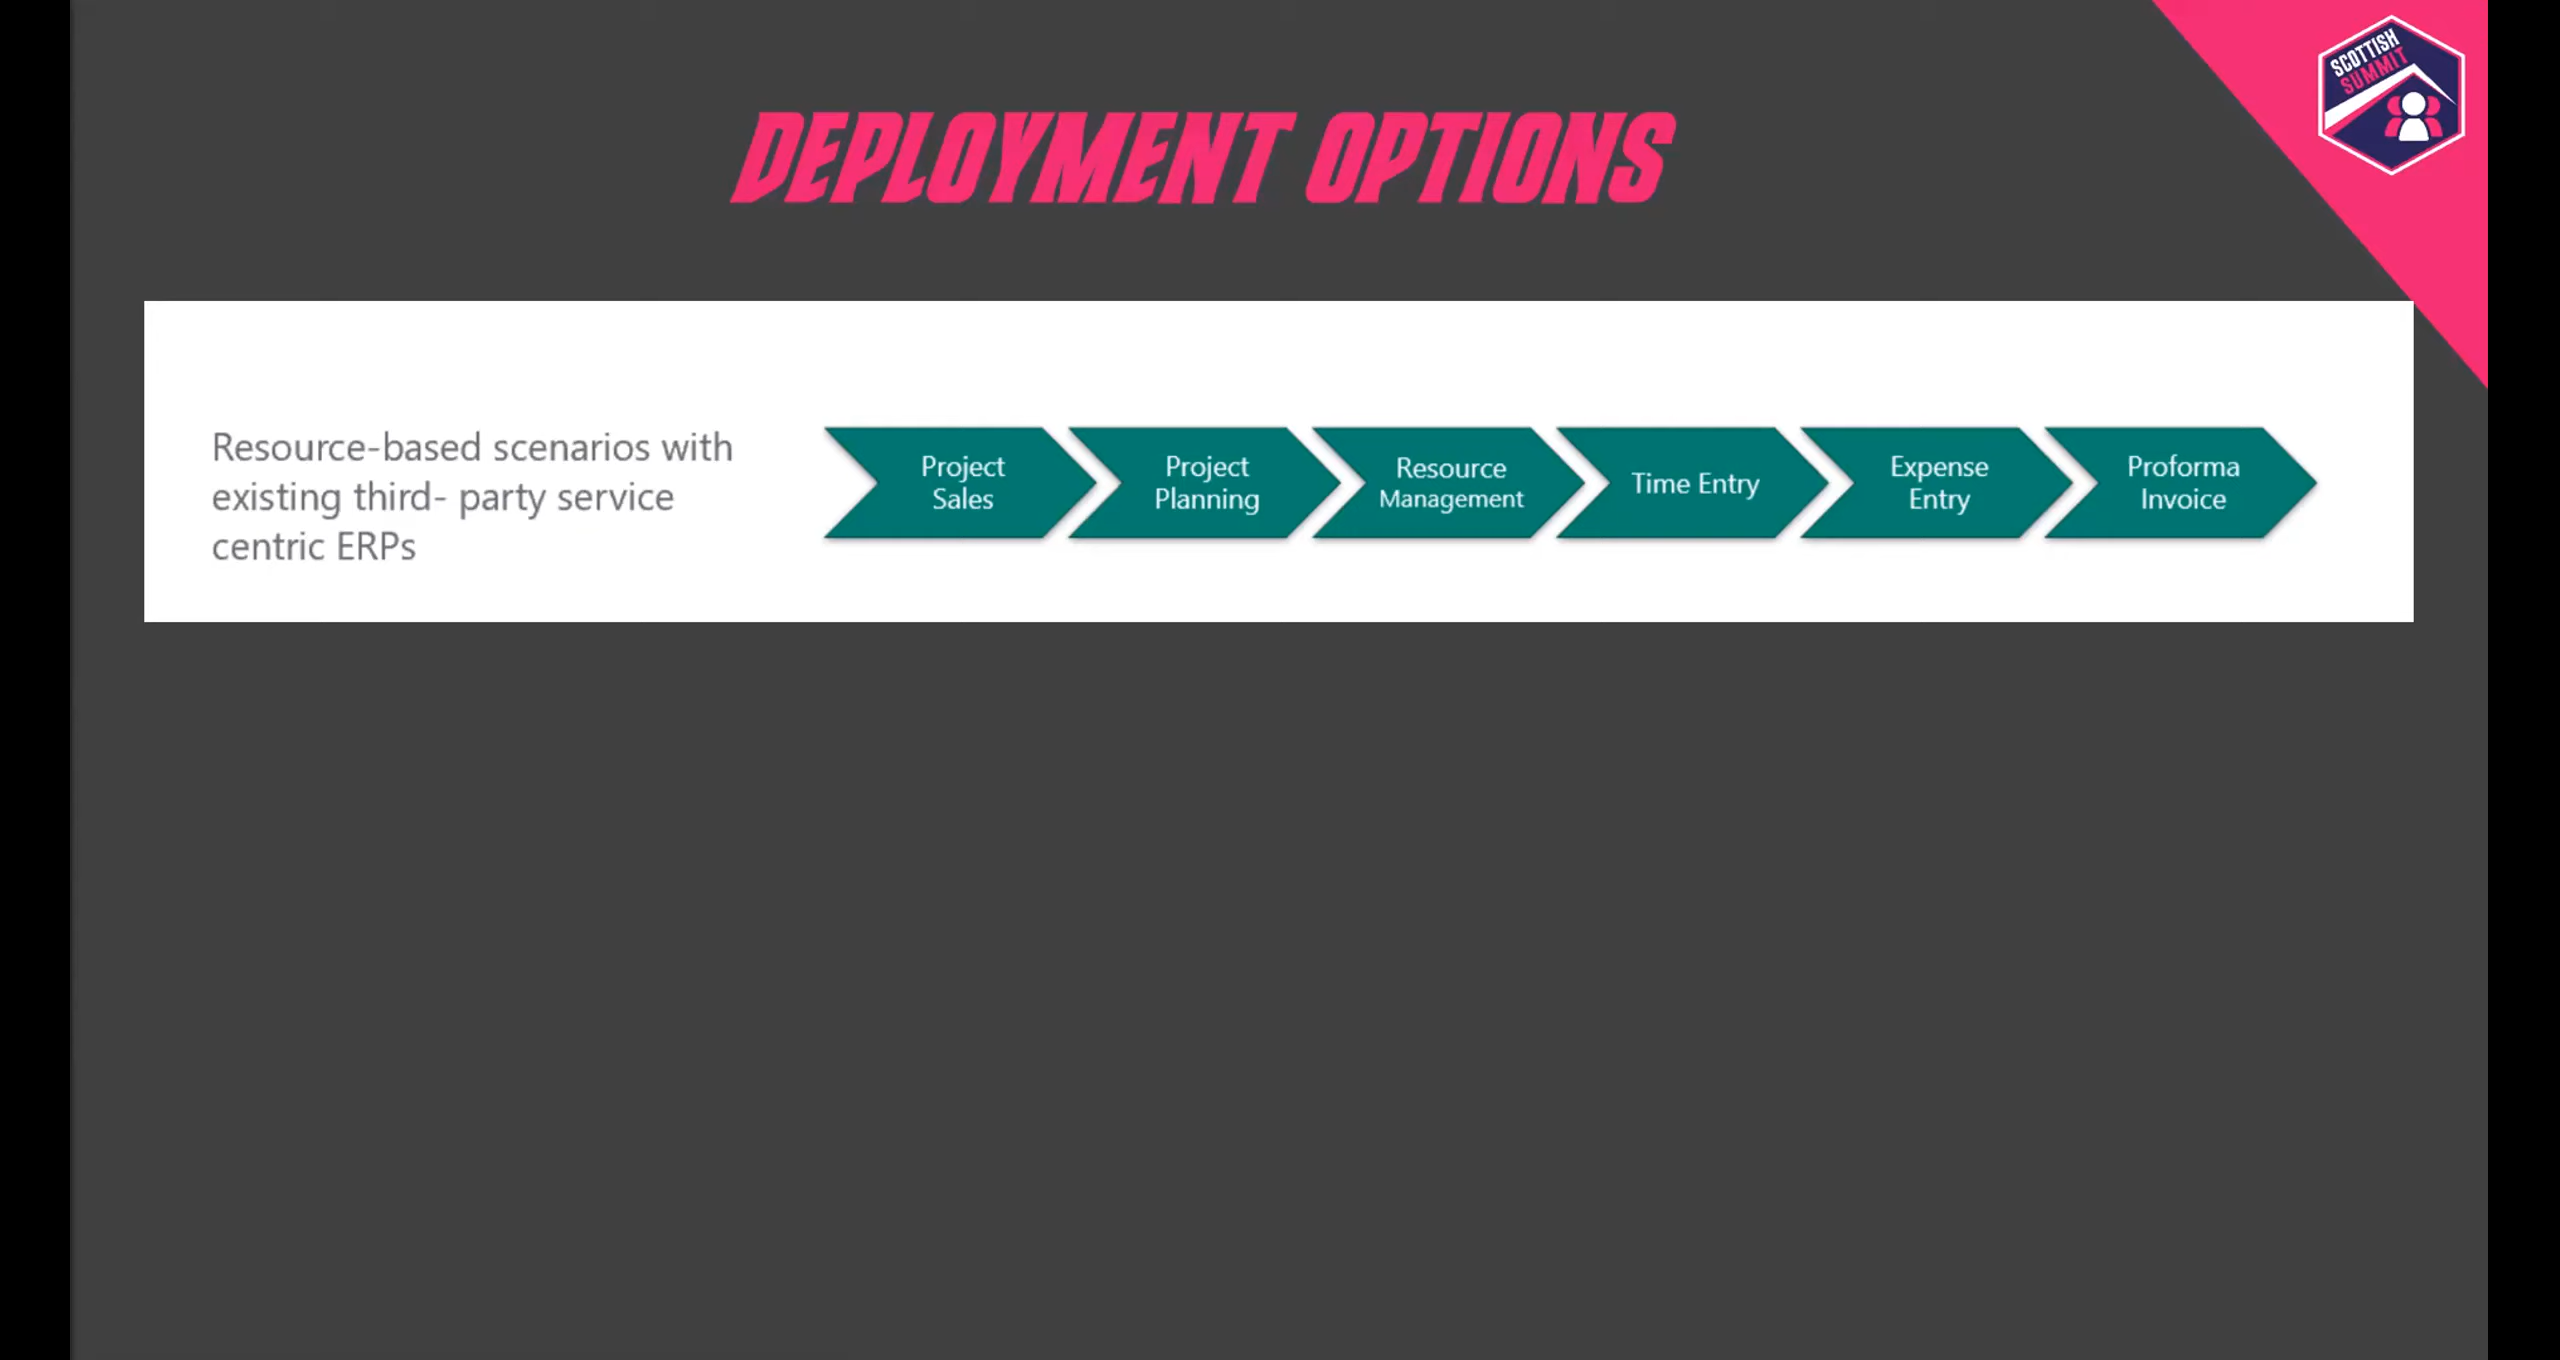 SCOTTISH
SUMMIT
DEPLOYMENT OPTIONS
Resource-based scenarios with
existing third- party service
centric ERPs
Project
Sales
Project
Planning
Resource
Management
Time Entry
Expense
Entry
Proforma
Invoice